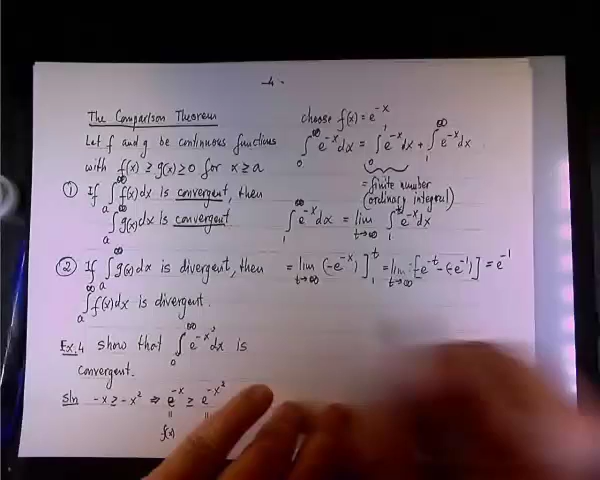 -4-
The Comparison Theorem
Let f and g be continuous functions
with f(x) ≥ g(x) ≥ 0 for x ≥ a
① If ∫_a^∞ f(x)dx is convergent, then
∫_a^∞ g(x)dx is convergent
② If ∫_a^∞ g(x)dx is divergent, then
∫_a^∞ f(x)dx is divergent.
Ex.4 show that ∫_0^∞ e^{-x²}dx is
convergent.
sln -x ≥ -x² ⇒ e^{-x} ≥ e^{-x²}
" "
f(x)
choose f(x) = e^{-x}
∫_0^∞ e^{-x}dx = ∫_0^1 e^{-x}dx + ∫_1^∞ e^{-x}dx
= finite number
(ordinary integral)
∫_1^∞ e^{-x}dx = lim_{t→∞} ∫_1^t e^{-x}dx
= lim_{t→∞} (-e^{-x})]_1^t = lim_{t→∞} [-e^{-t} - (-e^{-1})] = e^{-1}